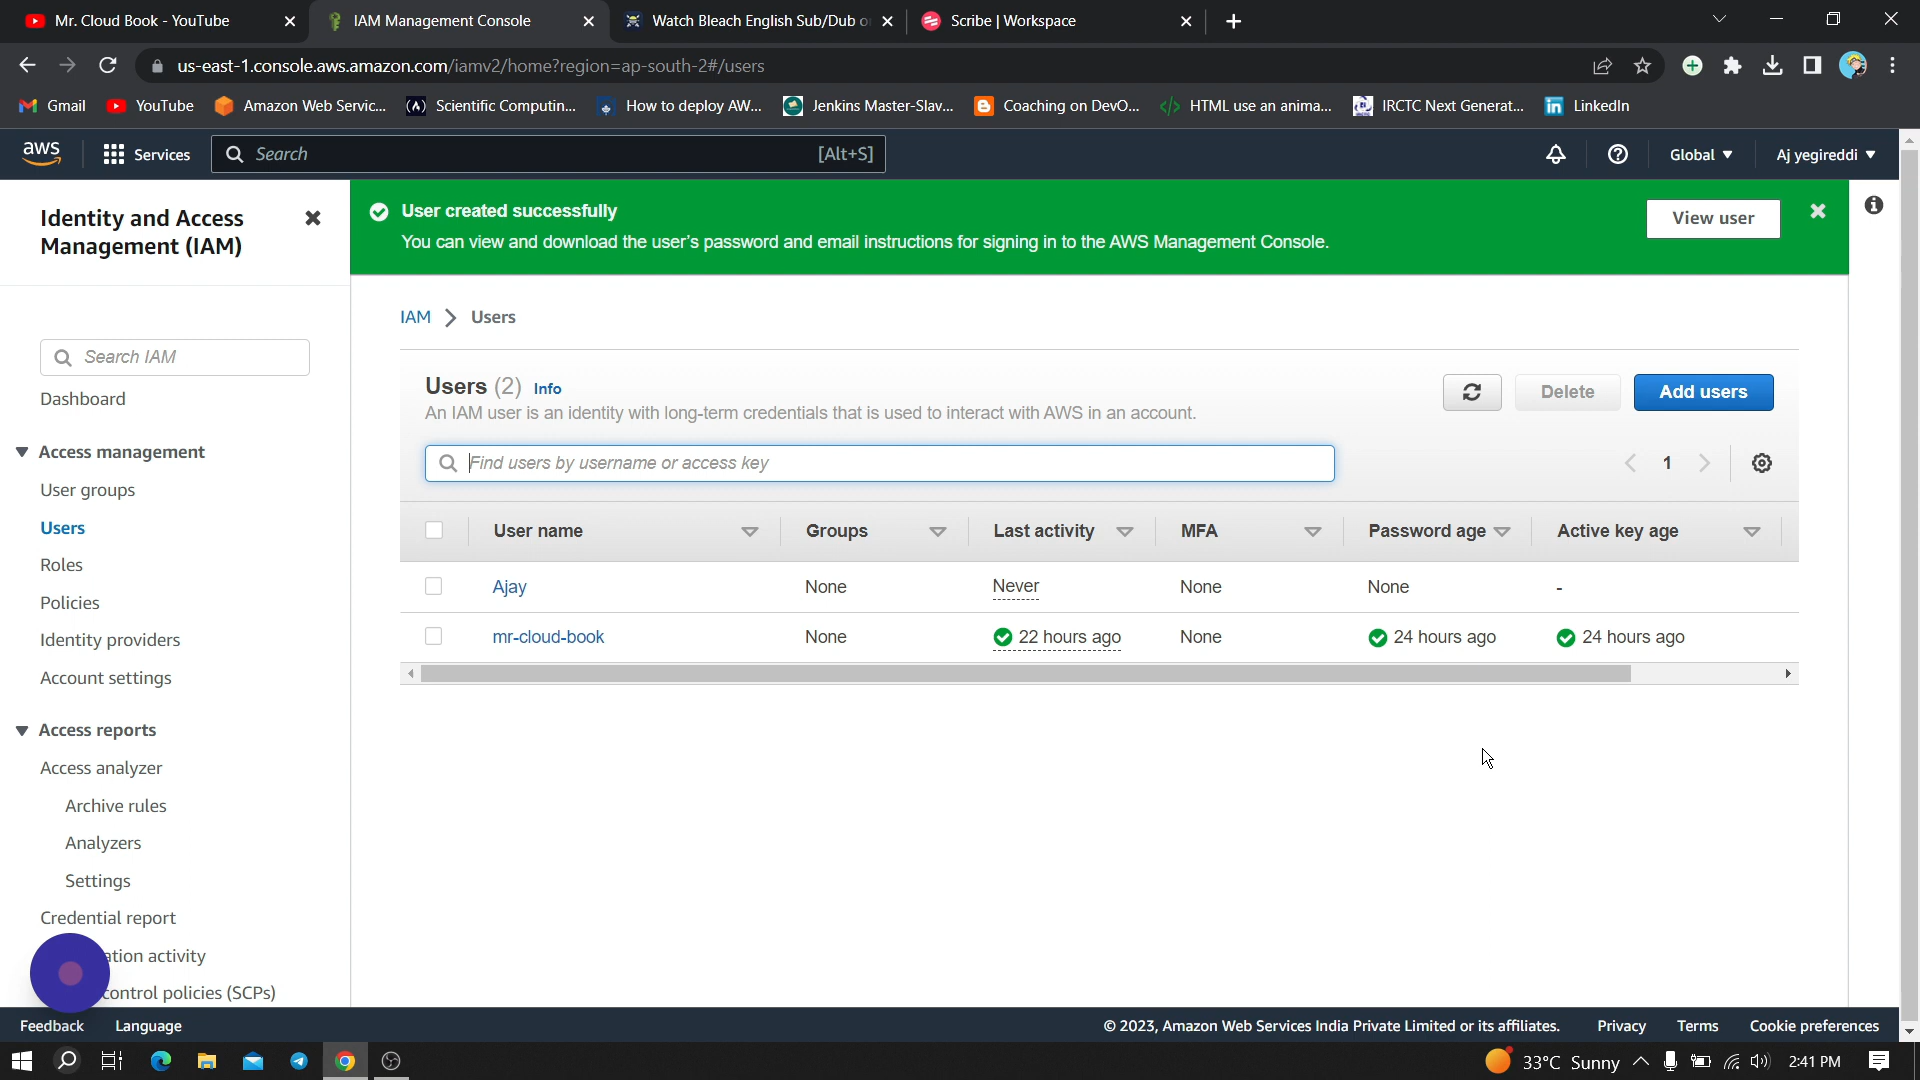 Mr. Cloud Book - YouTube
IAM Management Console
Watch Bleach English Sub/Dub o
Scribe | Workspace
us-east-1.console.aws.amazon.com/iamv2/home?region=ap-south-2#/users
Gmail
YouTube
Amazon Web Servic...
Scientific Computin...
How to deploy AW...
Jenkins Master-Slav...
Coaching on DevO...
HTML use an anima...
IRCTC Next Generat...
LinkedIn
aws
Services
Search
[Alt+S]
Global
Aj yegireddi
Identity and Access
Management (IAM)
User created successfully
You can view and download the user's password and email instructions for signing in to the AWS Management Console.
View user
IAM > Users
Search IAM
Dashboard
Access management
User groups
Users
Roles
Policies
Identity providers
Account settings
Access reports
Access analyzer
Archive rules
Analyzers
Settings
Credential report
ation activity
control policies (SCPs)
Users (2) Info
An IAM user is an identity with long-term credentials that is used to interact with AWS in an account.
Delete
Add users
Find users by username or access key
1
User name Groups Last activity MFA Password age Active key age
Ajay None Never None None -
mr-cloud-book None 22 hours ago None 24 hours ago 24 hours ago
Feedback
Language
© 2023, Amazon Web Services India Private Limited or its affiliates.
Privacy
Terms
Cookie preferences
33°C Sunny
2:41 PM